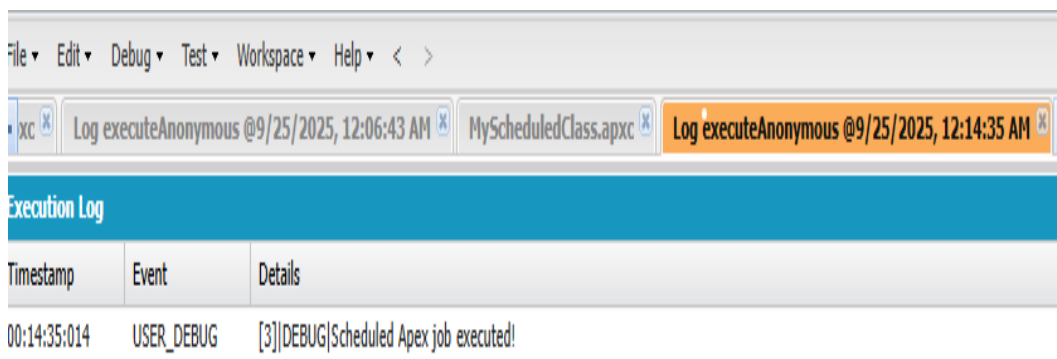 File Edit Debug Test Workspace Help < >
xc Log executeAnonymous @9/25/2025, 12:06:43 AM MyScheduledClass.apxc Log executeAnonymous @9/25/2025, 12:14:35 AM
Execution Log
Timestamp Event Details
00:14:35:014 USER_DEBUG [3]|DEBUG|Scheduled Apex job executed!